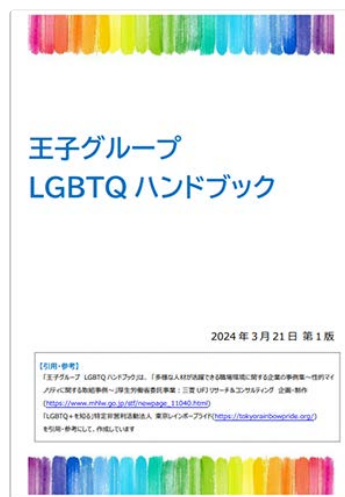 王子グループ
LGBTQ ハンドブック
2024 年 3 月 21 日 第 1 版
【引用・参考】
「王子グループ LGBTQ ハンドブック」は、「多様な人材が活躍できる職場環境に関する企業の事例集～性的マイ
ノリティに関する取組事例～」厚生労働省委託事業：三菱 UFJ リサーチ＆コンサルティング 企画・制作
(https://www.mhlw.go.jp/stf/newpage_11040.html)
「LGBTQ＋を知る」特定非営利活動法人 東京レインボープライド(https://tokyorainbowpride.org/)
を引用・参考にして、作成しています